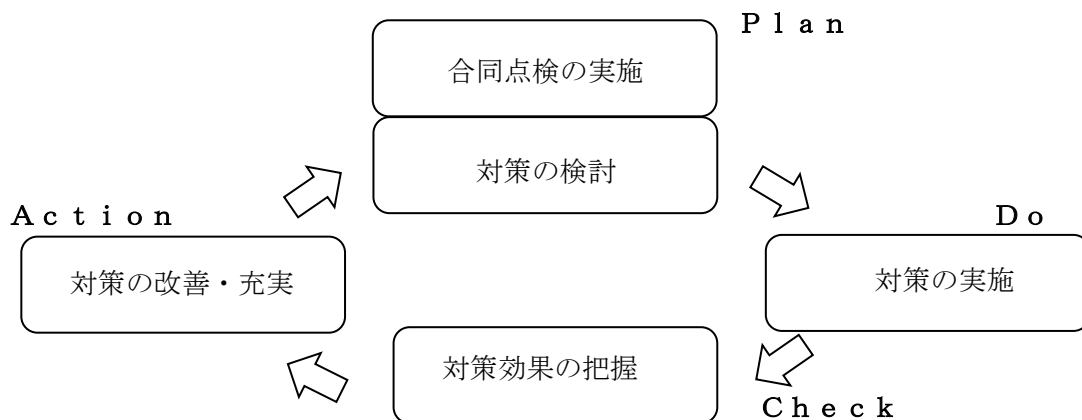 Ｐｌａｎ
合同点検の実施
対策の検討
Ａｃｔｉｏｎ
Ｄｏ
対策の改善・充実
対策の実施
対策効果の把握
Ｃｈｅｃｋ